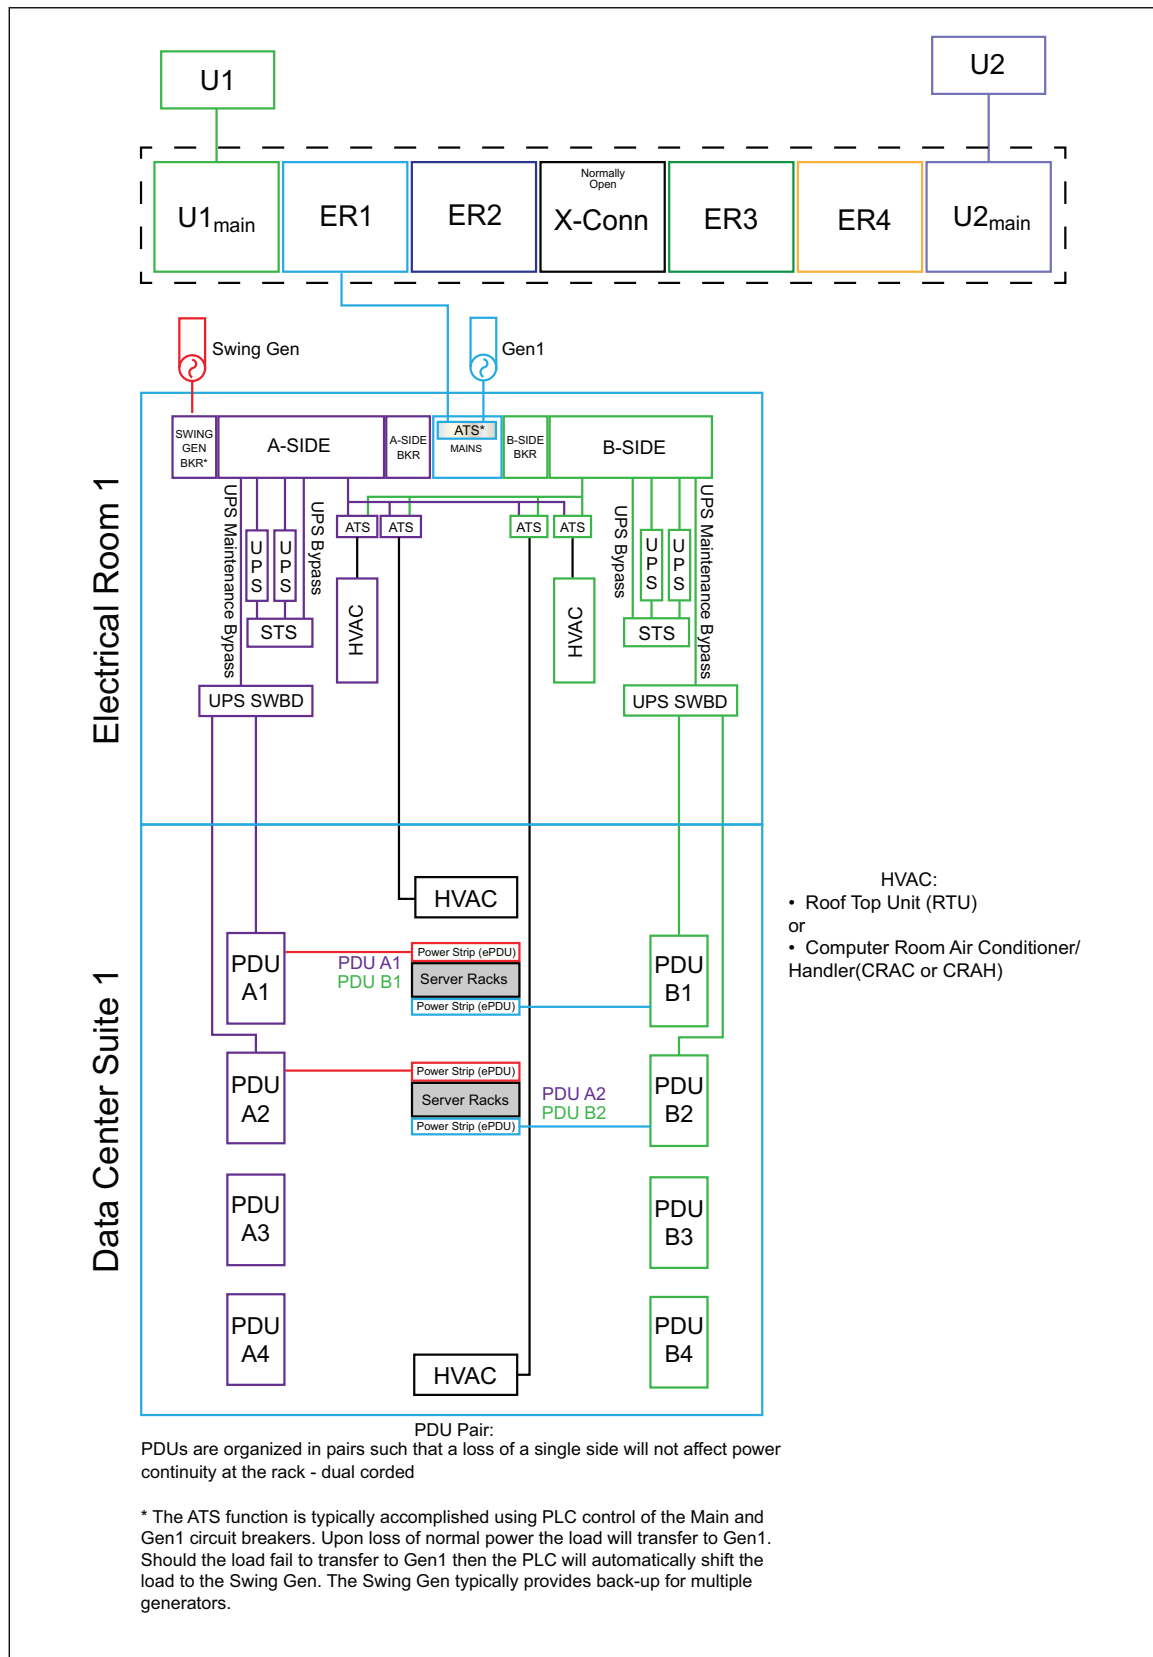 U1
U2
U1main
ER1
ER2
Normally
Open
X-Conn
ER3
ER4
U2main
Swing Gen
Gen1
SWING
GEN
BKR*
A-SIDE
A-SIDE
BKR
ATS*
MAINS
B-SIDE
BKR
B-SIDE
UPS Maintenance Bypass
UPS
UPS
UPS Bypass
STS
ATS
ATS
ATS
ATS
HVAC
HVAC
UPS Bypass
UPS
UPS
UPS Maintenance Bypass
STS
UPS SWBD
UPS SWBD
Electrical Room 1
HVAC
HVAC:
• Roof Top Unit (RTU)
or
• Computer Room Air Conditioner/
Handler(CRAC or CRAH)
Data Center Suite 1
PDU
A1
PDU A1
PDU B1
Power Strip (ePDU)
Server Racks
Power Strip (ePDU)
PDU
B1
PDU
A2
Power Strip (ePDU)
Server Racks
Power Strip (ePDU)
PDU A2
PDU B2
PDU
B2
PDU
A3
PDU
B3
PDU
A4
PDU
B4
HVAC
PDU Pair:
PDUs are organized in pairs such that a loss of a single side will not affect power
continuity at the rack - dual corded
* The ATS function is typically accomplished using PLC control of the Main and
Gen1 circuit breakers. Upon loss of normal power the load will transfer to Gen1.
Should the load fail to transfer to Gen1 then the PLC will automatically shift the
load to the Swing Gen. The Swing Gen typically provides back-up for multiple
generators.